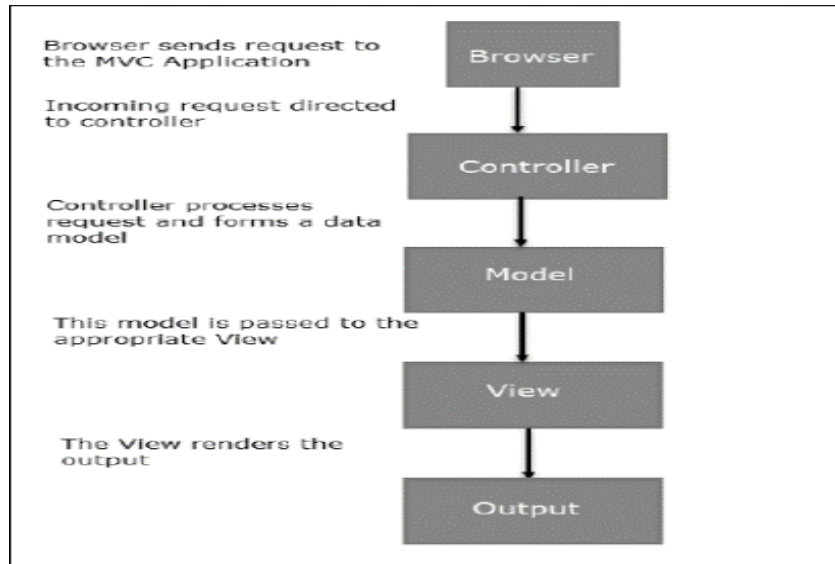 Browser sends request to
the MVC Application
Browser
Incoming request directed
to controller
Controller
Controller processes
request and forms a data
model
Model
This model is passed to the
appropriate View
View
The View renders the
output
Output